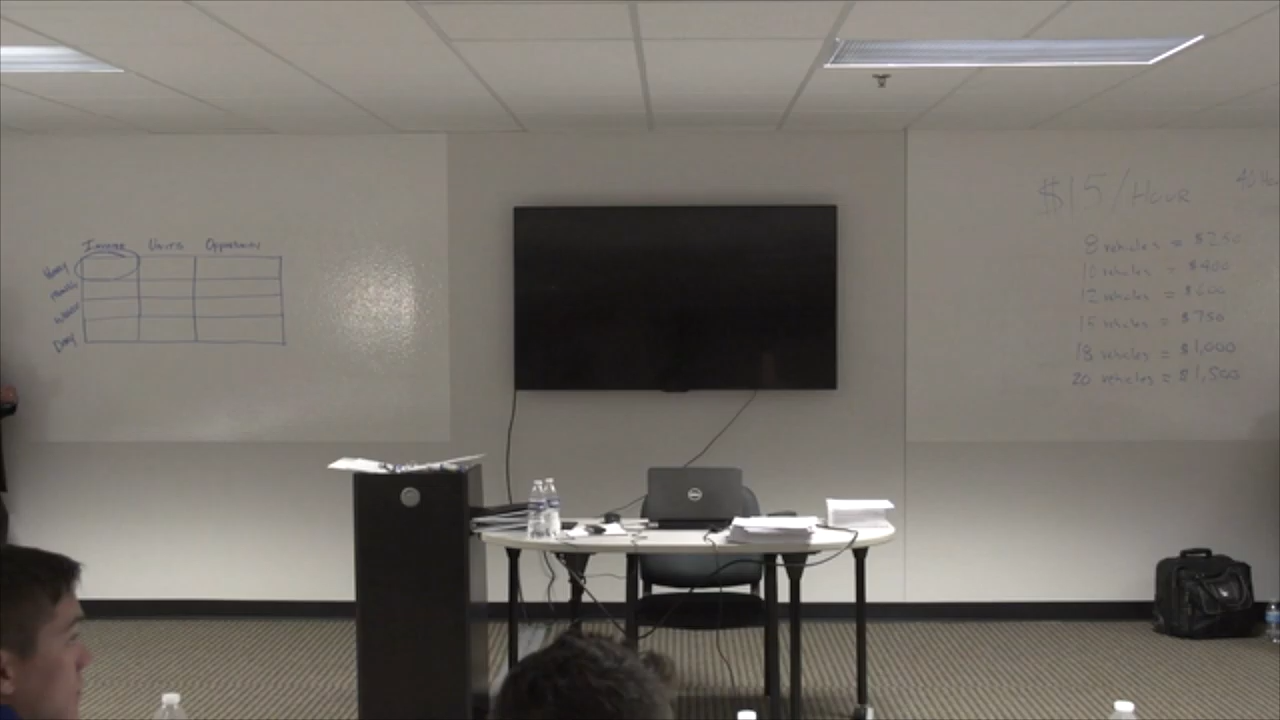 Income Units Opportunity
Yearly
Monthly
Weekly
Day
$15/Hour
8 vehicles = $250
10 vehicles = $400
12 vehicles = $600
15 vehicles = $750
18 vehicles = $1,000
20 vehicles = $1,500
DELL